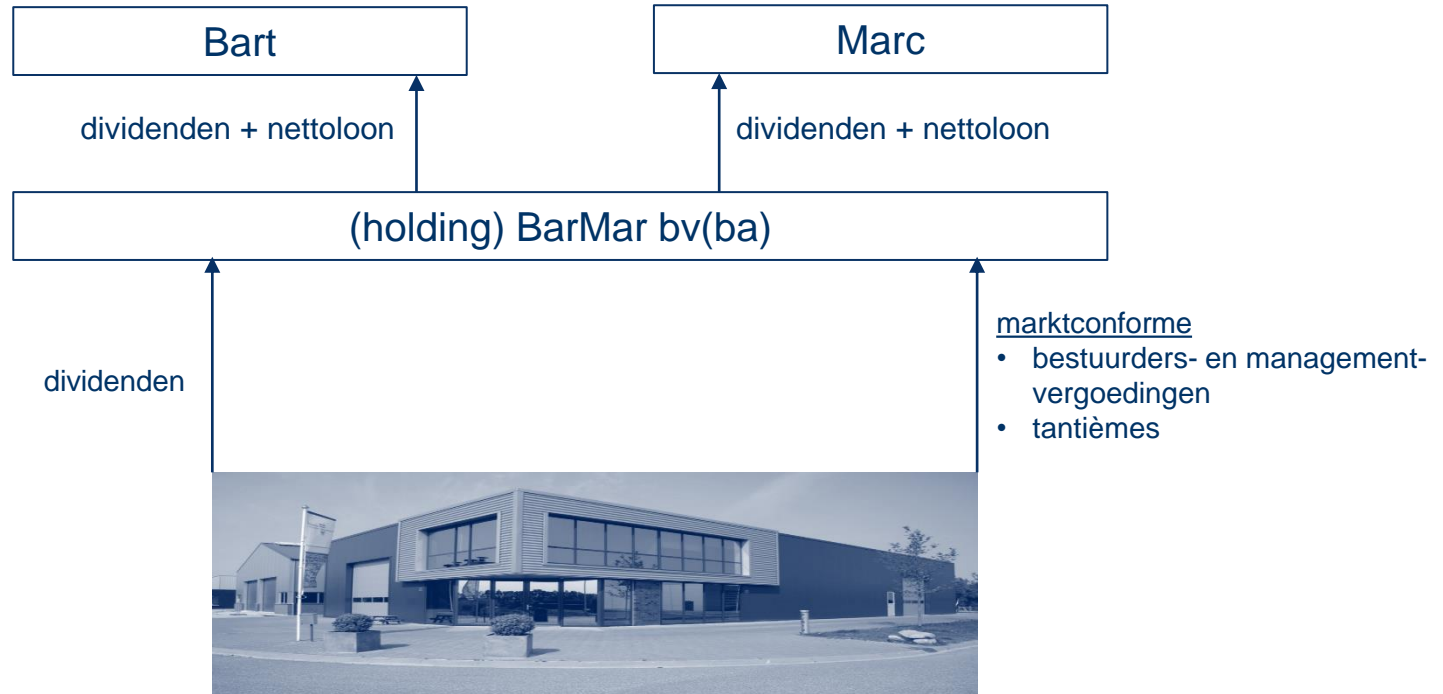 Bart
Marc
dividenden + nettoloon
dividenden + nettoloon
(holding) BarMar bv(ba)
dividenden
marktconforme
• bestuurders- en management-
vergoedingen
• tantièmes